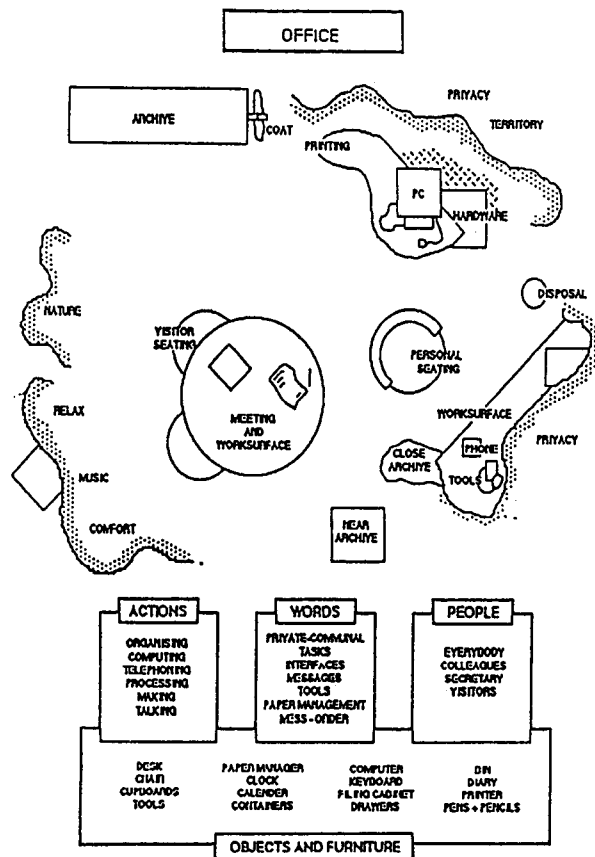 OFFICE
PRIVACY
TERRITORY
ARCHIVE
COAT
PRINTING
PC
HARDWARE
DISPOSAL
NATURE
VISITOR
SEATING
PERSONAL
SEATING
RELAX
MEETING
AND
WORKSURFACE
WORKSURFACE
PRIVACY
CLOSE
ARCHIVE
PHONE
TOOLS
MUSIC
COMFORT
NEAR
ARCHIVE
ACTIONS
ORGANISING
COMPUTING
TELEPHONING
PROCESSING
MAKING
TALKING
WORDS
PRIVATE-COMMUNAL
TASKS
INTERFACES
MESSAGES
TOOLS
PAPER MANAGEMENT
MESS-ORDER
PEOPLE
EVERYBODY
COLLEAGUES
SECRETARY
VISITORS
DESK
CHAIR
CUPBOARDS
TOOLS
PAPER MANAGER
CLOCK
CALENDER
CONTAINERS
COMPUTER
KEYBOARD
FILING CABINET
DRAWERS
BIN
DIARY
PRINTER
PENS + PENCILS
OBJECTS AND FURNITURE